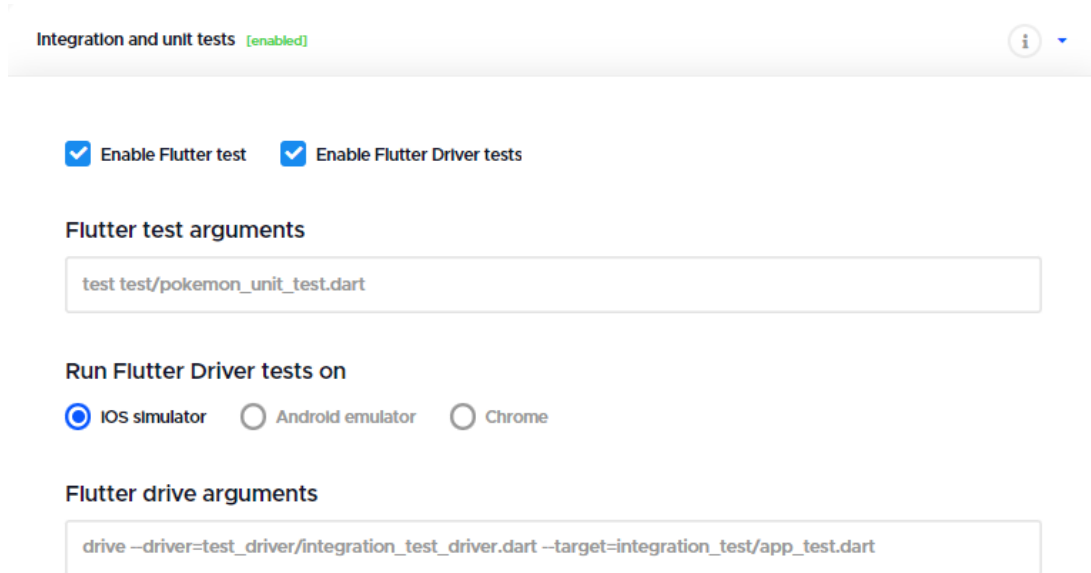 Integration and unit tests [enabled]
i
Enable Flutter test Enable Flutter Driver tests
Flutter test arguments
test test/pokemon_unit_test.dart
Run Flutter Driver tests on
iOS simulator Android emulator Chrome
Flutter drive arguments
drive --driver=test_driver/integration_test_driver.dart --target=integration_test/app_test.dart